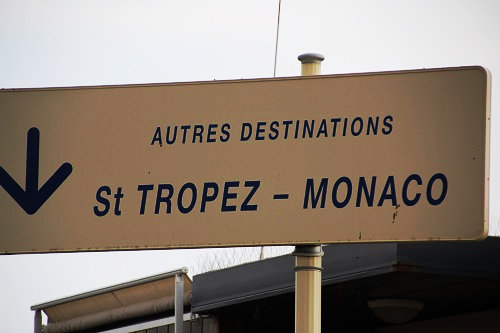 AUTRES DESTINATIONS
St TROPEZ – MONACO